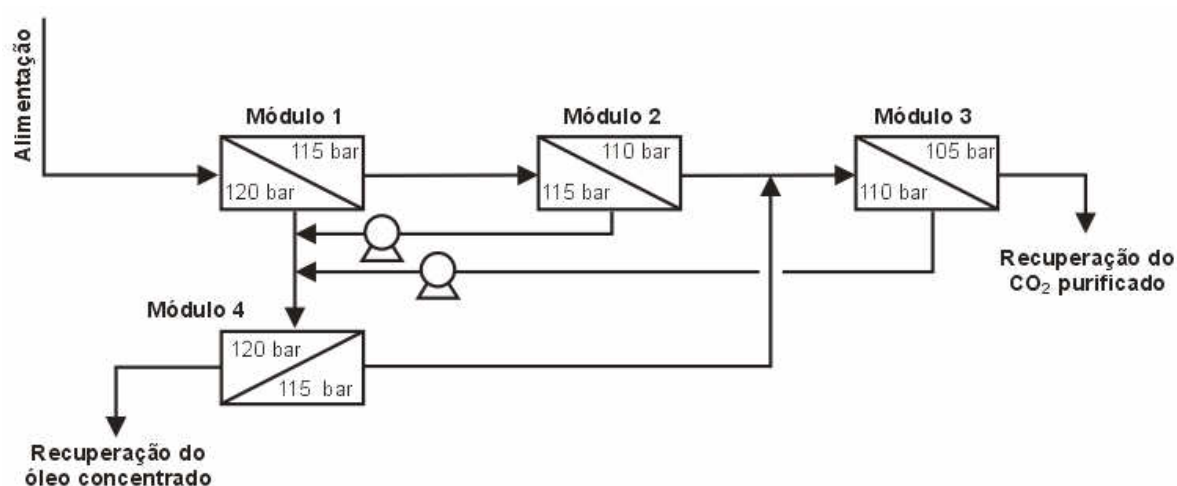 Alimentação
Módulo 1
115 bar
120 bar
Módulo 2
110 bar
115 bar
Módulo 3
105 bar
110 bar
Recuperação do
CO₂ purificado
Módulo 4
120 bar
115 bar
Recuperação do
óleo concentrado